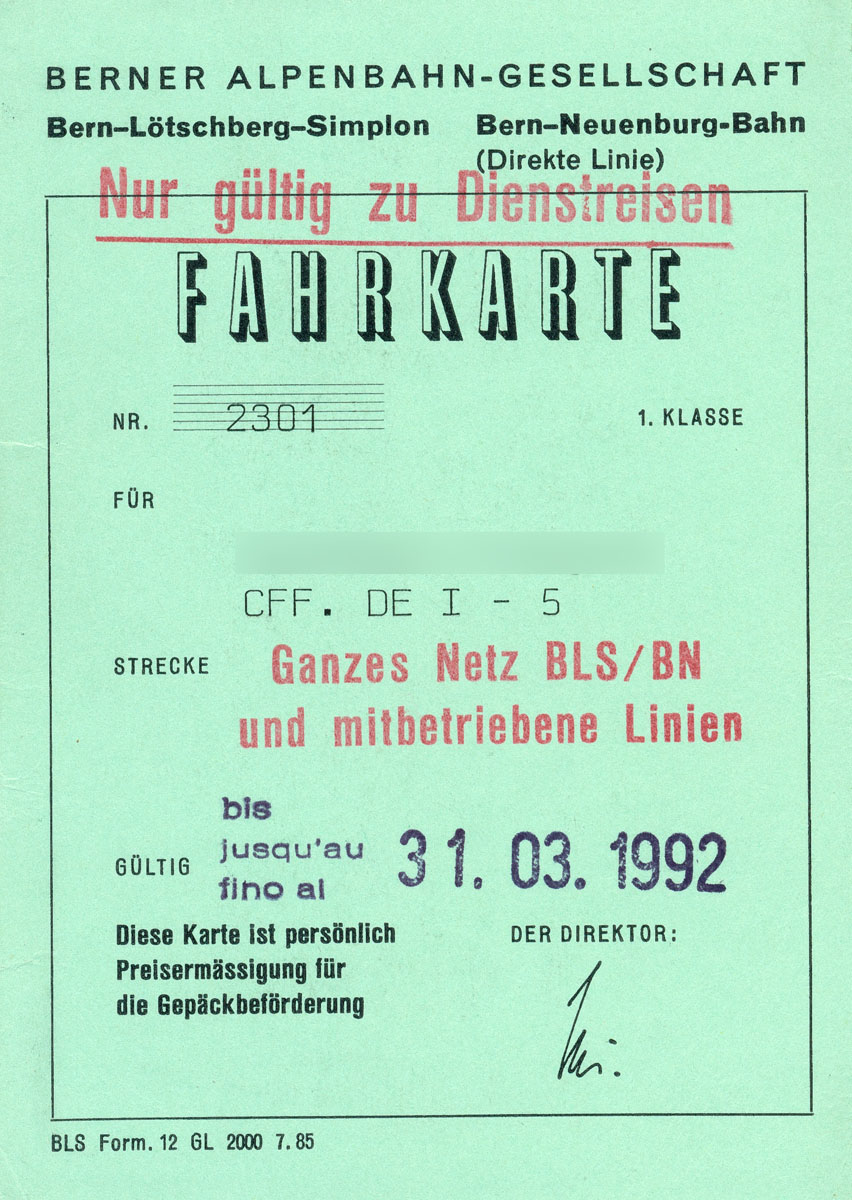 BERNER ALPENBAHN-GESELLSCHAFT
Bern–Lötschberg–Simplon Bern–Neuenburg-Bahn
(Direkte Linie)
Nur gültig zu Dienstreisen
FAHRKARTE
NR. 2301 1. KLASSE
FÜR
CFF. DE I - 5
STRECKE Ganzes Netz BLS/BN
und mitbetriebene Linien
bis
jusqu'au
fino al
GÜLTIG 31. 03. 1992
Diese Karte ist persönlich
Preisermässigung für
die Gepäckbeförderung
DER DIREKTOR:
BLS Form. 12 GL 2000 7. 85